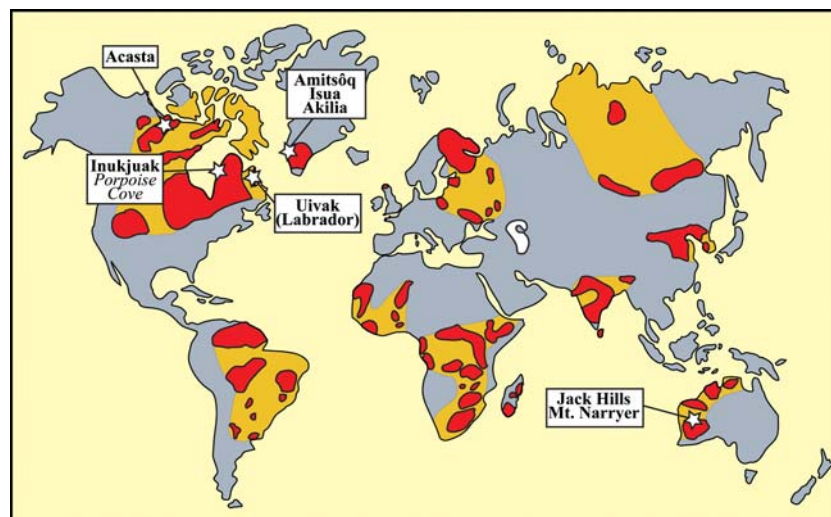 Acasta
Amitsôq
Isua
Akilia
Inukjuak
Porpoise
Cove
Uivak
(Labrador)
Jack Hills
Mt. Narryer